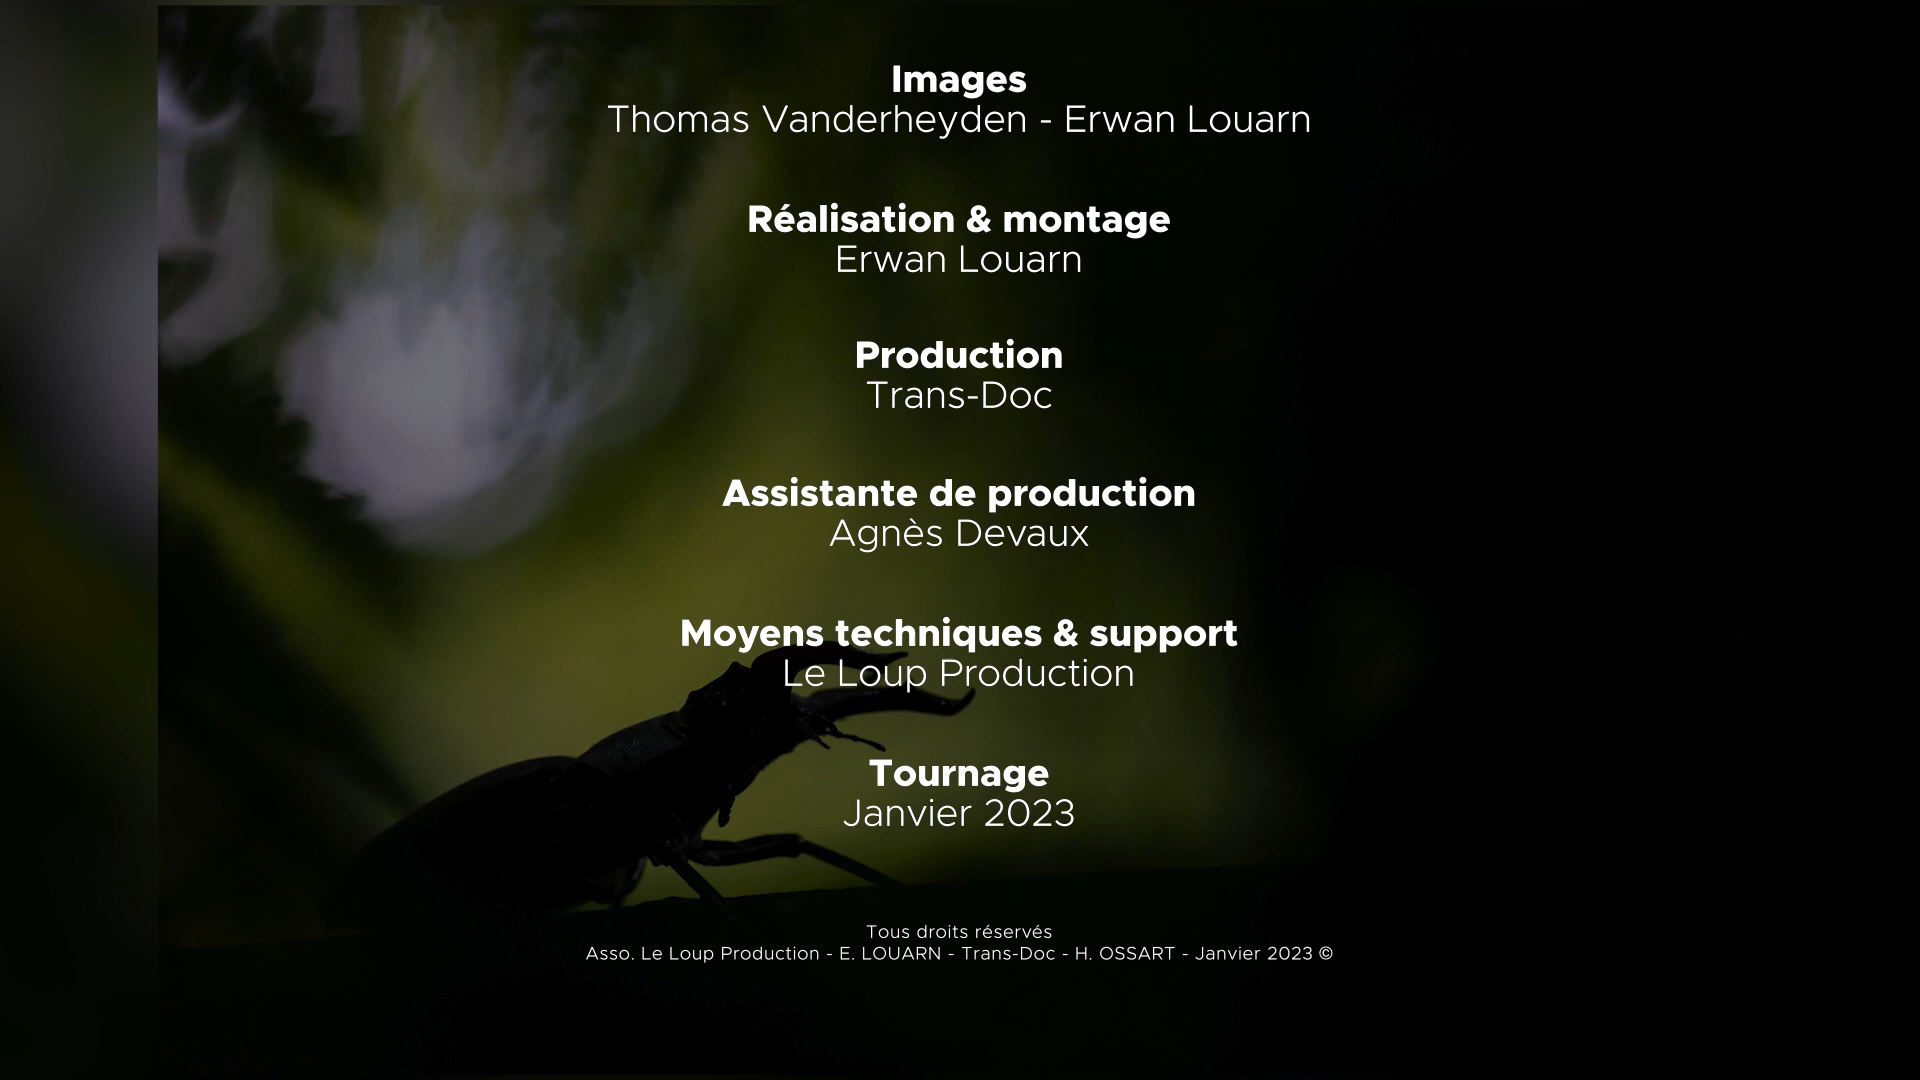 Images
Thomas Vanderheyden - Erwan Louarn
Réalisation & montage
Erwan Louarn
Production
Trans-Doc
Assistante de production
Agnès Devaux
Moyens techniques & support
Le Loup Production
Tournage
Janvier 2023
Tous droits réservés
Asso. Le Loup Production - E. LOUARN - Trans-Doc - H. OSSART - Janvier 2023 ©